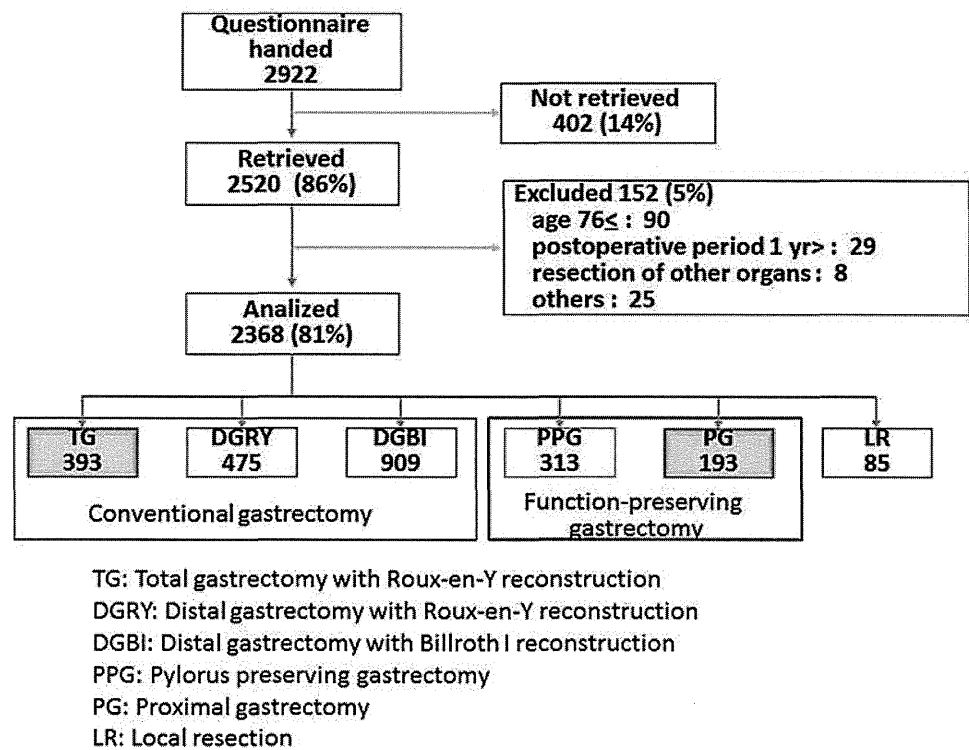 Questionnaire
handed
2922
Not retrieved
402 (14%)
Retrieved
2520 (86%)
Excluded 152 (5%)
age 76≤ : 90
postoperative period 1 yr> : 29
resection of other organs : 8
others : 25
Analized
2368 (81%)
TG
393
DGRY
475
DGBI
909
PPG
313
PG
193
LR
85
Conventional gastrectomy
Function-preserving
gastrectomy
TG: Total gastrectomy with Roux-en-Y reconstruction
DGRY: Distal gastrectomy with Roux-en-Y reconstruction
DGBI: Distal gastrectomy with Billroth I reconstruction
PPG: Pylorus preserving gastrectomy
PG: Proximal gastrectomy
LR: Local resection